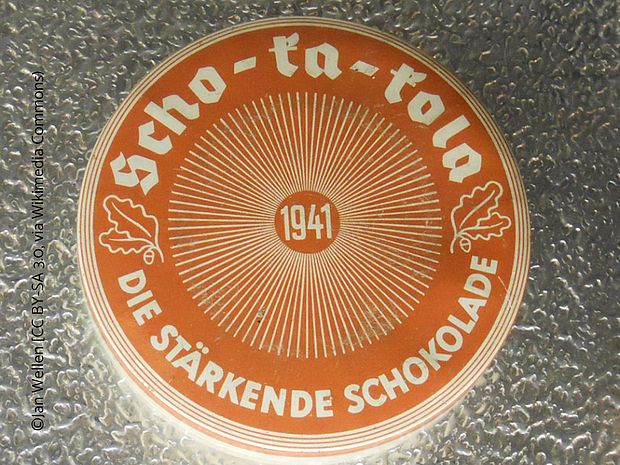 Scho-ka-kola
1941
DIE STÄRKENDE SCHOKOLADE
©Jan Wellen [CC BY-SA 3.0, via Wikimedia Commons)